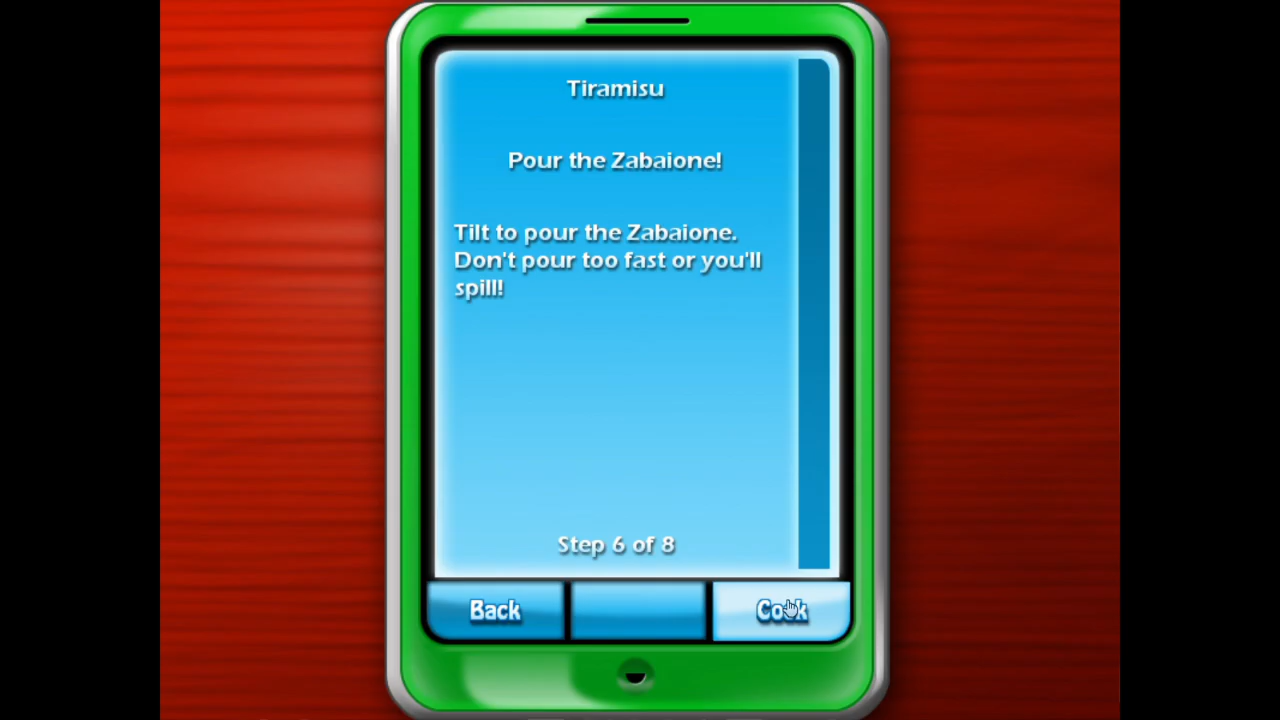 Tiramisu
Pour the Zabaione!
Tilt to pour the Zabaione.
Don't pour too fast or you'll
spill!
Step 6 of 8
Back
Cook